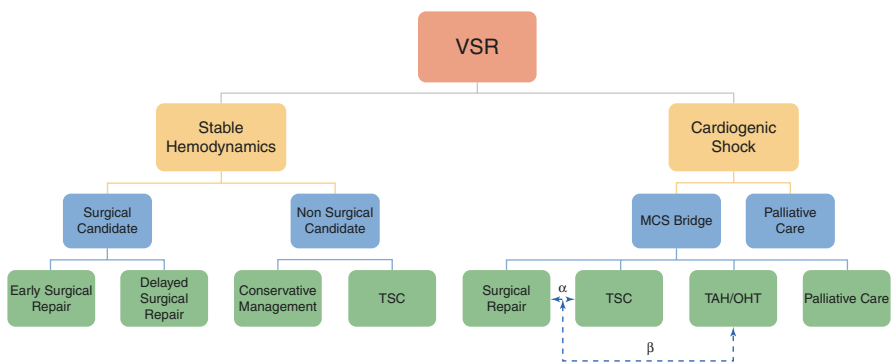 VSR
Stable
Hemodynamics
Cardiogenic
Shock
Surgical
Candidate
Non Surgical
Candidate
MCS Bridge
Palliative
Care
Early Surgical
Repair
Delayed
Surgical
Repair
Conservative
Management
TSC
Surgical
Repair
α
TSC
TAH/OHT
Palliative Care
β